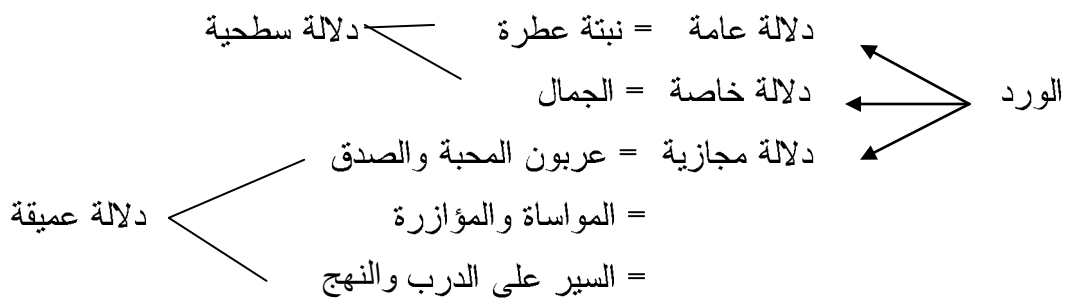 دلالة عامة = نبتة عطرة دلالة سطحية
الورد دلالة خاصة = الجمال
دلالة مجازية = عربون المحبة والصدق
= المواساة والمؤازرة دلالة عميقة
= السير على الدرب والنهج